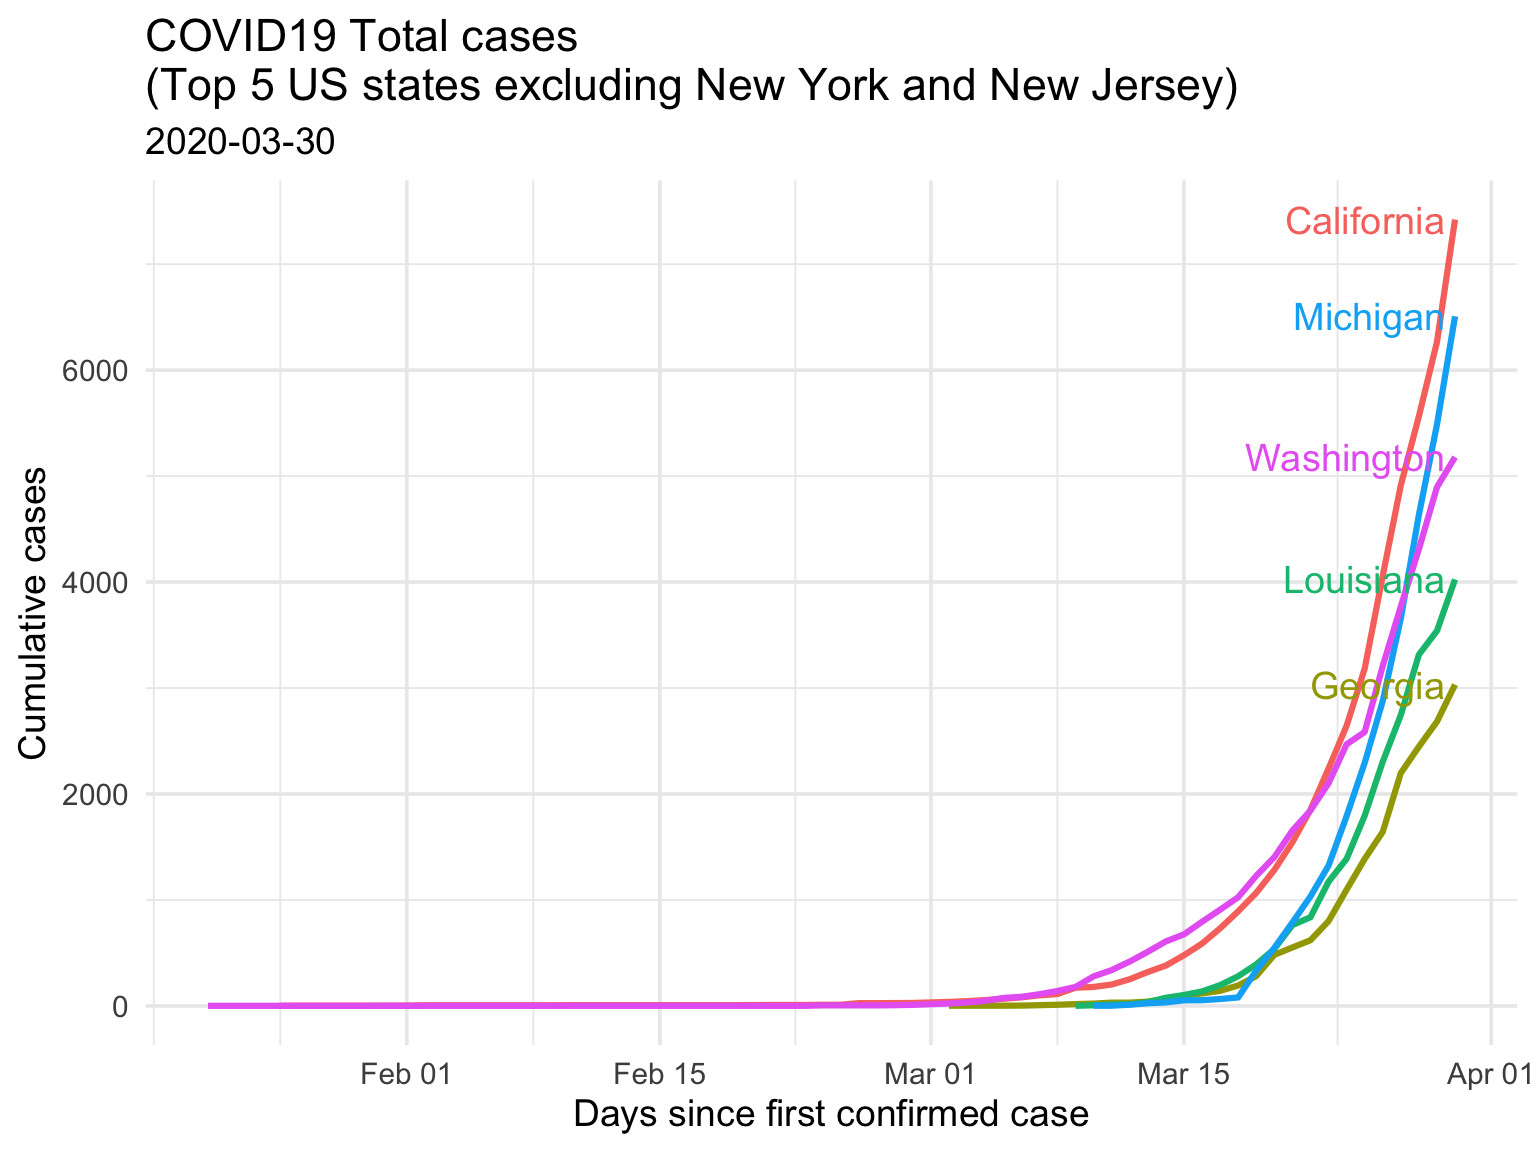 COVID19 Total cases
(Top 5 US states excluding New York and New Jersey)
2020-03-30
California
Michigan
Washington
Louisiana
Georgia
Cumulative cases
6000
4000
2000
0
Feb 01
Feb 15
Mar 01
Mar 15
Apr 01
Days since first confirmed case